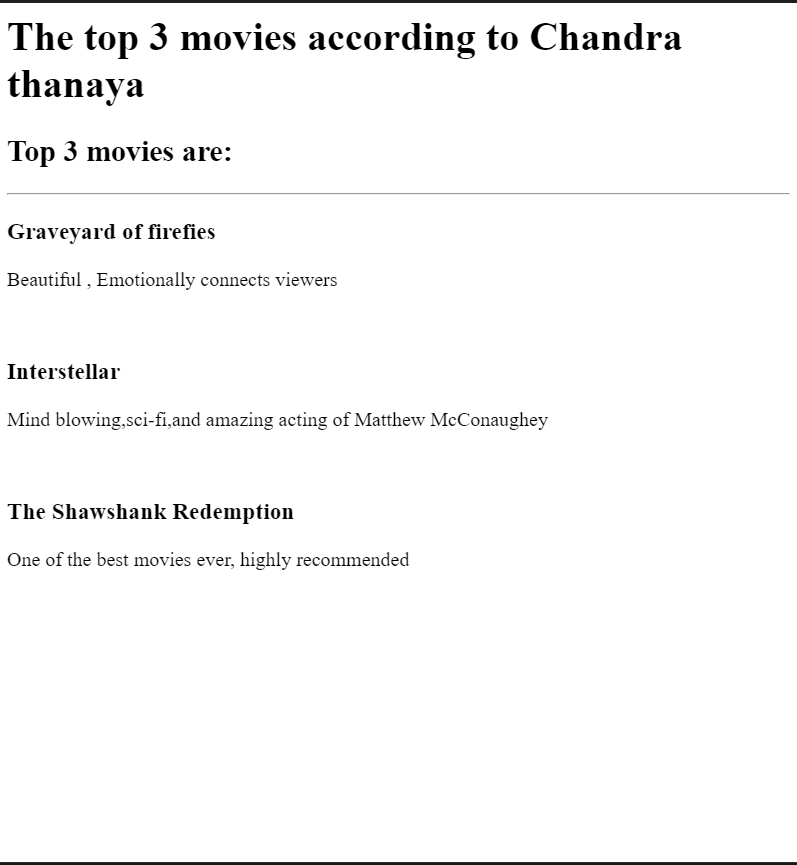 The top 3 movies according to Chandra
thanaya
Top 3 movies are:
Graveyard of firefies
Beautiful , Emotionally connects viewers
Interstellar
Mind blowing,sci-fi,and amazing acting of Matthew McConaughey
The Shawshank Redemption
One of the best movies ever, highly recommended